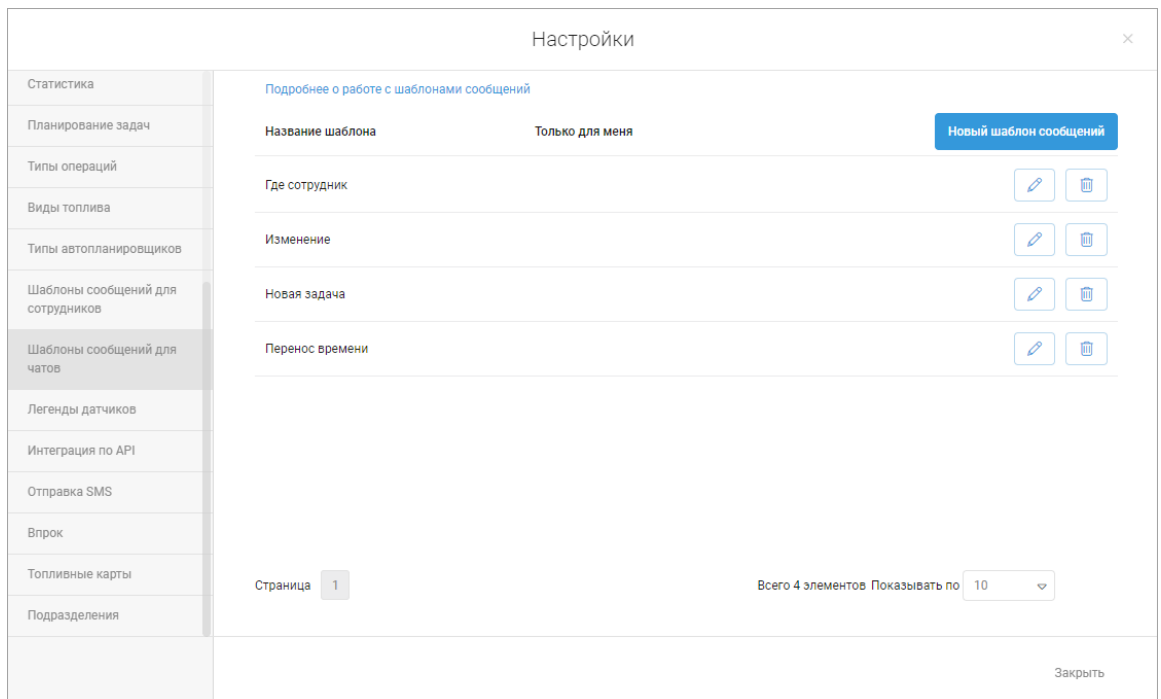 Настройки
Статистика
Планирование задач
Типы операций
Виды топлива
Типы автопланировщиков
Шаблоны сообщений для
сотрудников
Шаблоны сообщений для
чатов
Легенды датчиков
Интеграция по API
Отправка SMS
Впрок
Топливные карты
Подразделения
Подробнее о работе с шаблонами сообщений
Название шаблона Только для меня Новый шаблон сообщений
Где сотрудник
Изменение
Новая задача
Перенос времени
Страница 1 Всего 4 элементов Показывать по 10
Закрыть